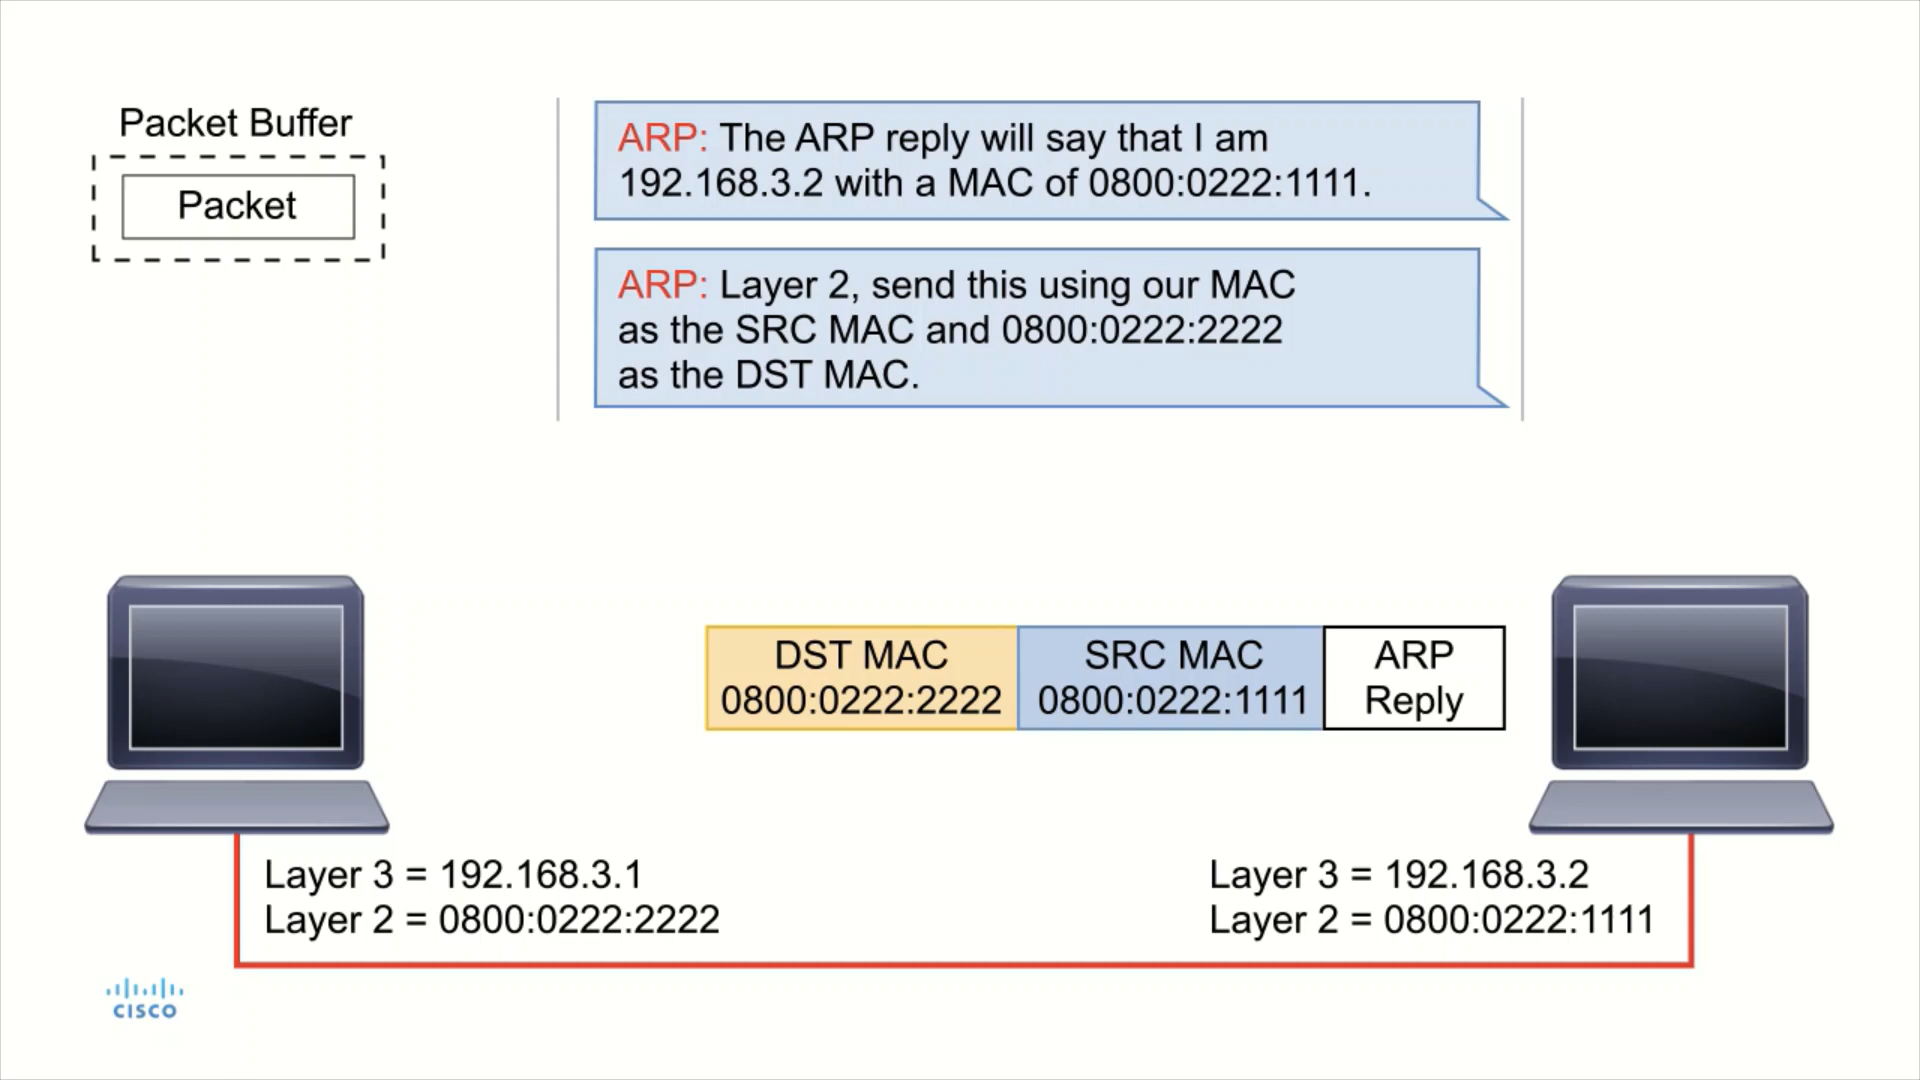 Packet Buffer
Packet
ARP: The ARP reply will say that I am
192.168.3.2 with a MAC of 0800:0222:1111.
ARP: Layer 2, send this using our MAC
as the SRC MAC and 0800:0222:2222
as the DST MAC.
DST MAC
0800:0222:2222
SRC MAC
0800:0222:1111
ARP
Reply
Layer 3 = 192.168.3.1
Layer 2 = 0800:0222:2222
Layer 3 = 192.168.3.2
Layer 2 = 0800:0222:1111
CISCO